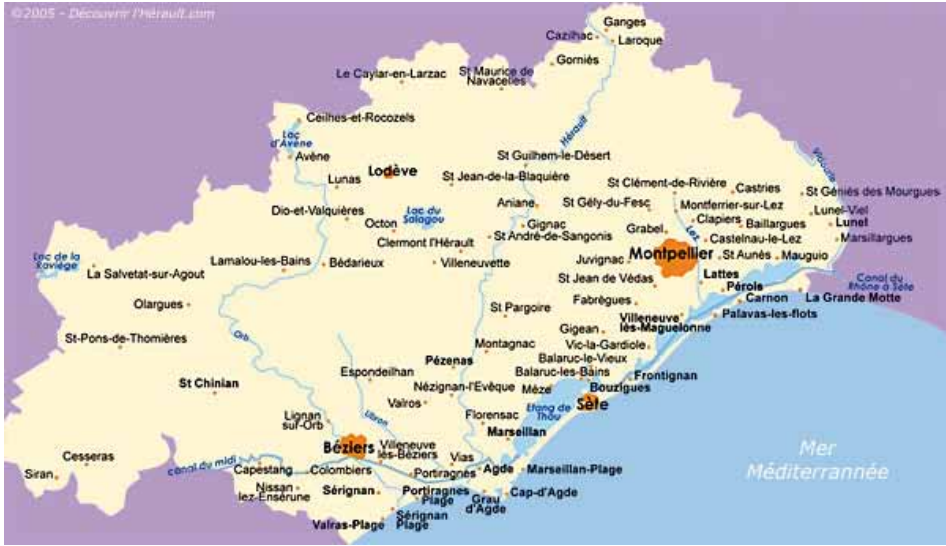 ©2005 - Découvrir l'Hérault.com
Ganges
Cazilhac
Laroque
Gorniès
Le Caylar-en-Larzac
St Maurice de
Navacelles
Ceilhes-et-Rocozels
Lac
d'Avène
Avène
Hérault
Lodève
Lunas
St Guilhem-le-Désert
St Jean-de-la-Blaquière
Vidourle
St Clément-de-Rivière
Castries
St Géniès des Mourgues
Aniane
St Gély-du-Fesc
Montferrier-sur-Lez
Dio-et-Valquières
Lac du
Salagou
Octon
Gignac
Clapiers
Lunel-Viel
Grabel
Lez
Baillargues
Lunel
Clermont l'Hérault
St André-de-Sangonis
Castelnau-le-Lez
Marsillargues
Lac de la
Raviège
La Salvetat-sur-Agout
Lamalou-les-Bains
Bédarieux
Villeneuvette
Juvignac
Montpellier
St Aunés
Mauguio
St Jean de Védas
Lattes
Canal du
Rhône à Sète
Pérols
Olargues
St Pargoire
Fabrègues
Carnon
La Grande Motte
Villeneuve
lès-Maguelonne
Palavas-les-flots
Orb
St-Pons-de-Thomières
Gigean
Vic-la-Gardiole
Montagnac
Balaruc-le-Vieux
Pézenas
Espondeilhan
Balaruc-les-Bains
Frontignan
St Chinian
Nézignan-l'Evèque
Mèze
Bouzigues
Valros
Sète
Libron
Etang de
Thau
Lignan
sur-Orb
Florensac
Marseillan
Béziers
Villeneuve
lès-Béziers
Cesseras
canal du midi
Vias
Siran
Capestang
Colombiers
Portiragnes
Agde
Marseillan-Plage
Mer
Méditerrannée
Nissan
lez-Ensérune
Sérignan
Portiragnes
Plage
Grau
d'Agde
Cap-d'Agde
Valras-Plage
Sérignan
Plage